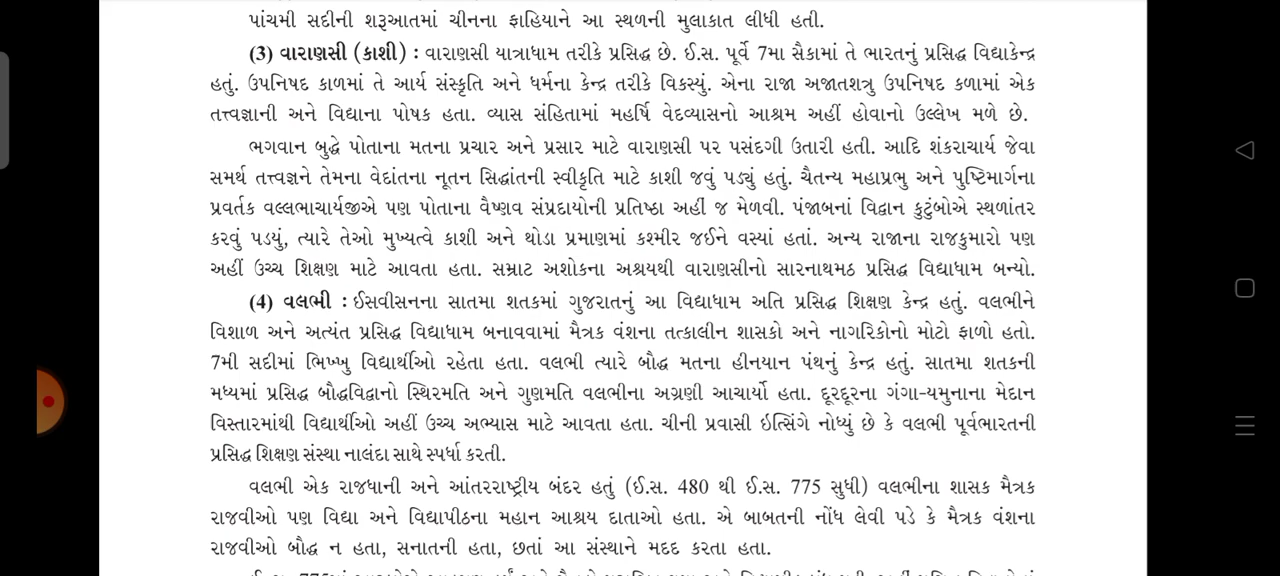 પાંચમી સદીની શરૂઆતમાં ચીનના ફાહિયાને આ સ્થળની મુલાકાત લીધી હતી.
(3) વારાણસી (કાશી) : વારાણસી યાત્રાધામ તરીકે પ્રસિદ્ધ છે. ઈ.સ. પૂર્વે 7મા સૈકામાં તે ભારતનું પ્રસિદ્ધ વિદ્યાકેન્દ્ર
હતું. ઉપનિષદ કાળમાં તે આર્ય સંસ્કૃતિ અને ધર્મના કેન્દ્ર તરીકે વિકસ્યું. એના રાજા અજાતશત્રુ ઉપનિષદ કળામાં એક
તત્ત્વજ્ઞાની અને વિદ્યાના પોષક હતા. વ્યાસ સંહિતામાં મહર્ષિ વેદવ્યાસનો આશ્રમ અહીં હોવાનો ઉલ્લેખ મળે છે.
ભગવાન બુદ્ધે પોતાના મતના પ્રચાર અને પ્રસાર માટે વારાણસી પર પસંદગી ઉતારી હતી. આદિ શંકરાચાર્ય જેવા
સમર્થ તત્ત્વજ્ઞને તેમના વેદાંતના નૂતન સિદ્ધાંતની સ્વીકૃતિ માટે કાશી જવું પડ્યું હતું. ચૈતન્ય મહાપ્રભુ અને પુષ્ટિમાર્ગના
પ્રવર્તક વલ્લભાચાર્યજીએ પણ પોતાના વૈષ્ણવ સંપ્રદાયોની પ્રતિષ્ઠા અહીં જ મેળવી. પંજાબનાં વિદ્વાન કુટુંબોએ સ્થળાંતર
કરવું પડયું, ત્યારે તેઓ મુખ્યત્વે કાશી અને થોડા પ્રમાણમાં કશ્મીર જઈને વસ્યાં હતાં. અન્ય રાજાના રાજકુમારો પણ
અહીં ઉચ્ચ શિક્ષણ માટે આવતા હતા. સમ્રાટ અશોકના અશ્રયથી વારાણસીનો સારનાથમઠ પ્રસિદ્ધ વિદ્યાધામ બન્યો.
(4) વલભી : ઈસવીસનના સાતમા શતકમાં ગુજરાતનું આ વિદ્યાધામ અતિ પ્રસિદ્ધ શિક્ષણ કેન્દ્ર હતું. વલભીને
વિશાળ અને અત્યંત પ્રસિદ્ધ વિદ્યાધામ બનાવવામાં મૈત્રક વંશના તત્કાલીન શાસકો અને નાગરિકોનો મોટો ફાળો હતો.
7મી સદીમાં ભિખ્ખુ વિદ્યાર્થીઓ રહેતા હતા. વલભી ત્યારે બૌદ્ધ મતના હીનયાન પંથનું કેન્દ્ર હતું. સાતમા શતકની
મધ્યમાં પ્રસિદ્ધ બૌદ્ધવિદ્વાનો સ્થિરમતિ અને ગુણમતિ વલભીના અગ્રણી આચાર્યો હતા. દૂરદૂરના ગંગા-યમુનાના મેદાન
વિસ્તારમાંથી વિદ્યાર્થીઓ અહીં ઉચ્ચ અભ્યાસ માટે આવતા હતા. ચીની પ્રવાસી ઇત્સિંગે નોધ્યું છે કે વલભી પૂર્વભારતની
પ્રસિદ્ધ શિક્ષણ સંસ્થા નાલંદા સાથે સ્પર્ધા કરતી.
વલભી એક રાજધાની અને આંતરરાષ્ટ્રીય બંદર હતું (ઈ.સ. 480 થી ઈ.સ. 775 સુધી) વલભીના શાસક મૈત્રક
રાજવીઓ પણ વિદ્યા અને વિદ્યાપીઠના મહાન આશ્રય દાતાઓ હતા. એ બાબતની નોંધ લેવી પડે કે મૈત્રક વંશના
રાજવીઓ બૌદ્ધ ન હતા, સનાતની હતા, છતાં આ સંસ્થાને મદદ કરતા હતા.